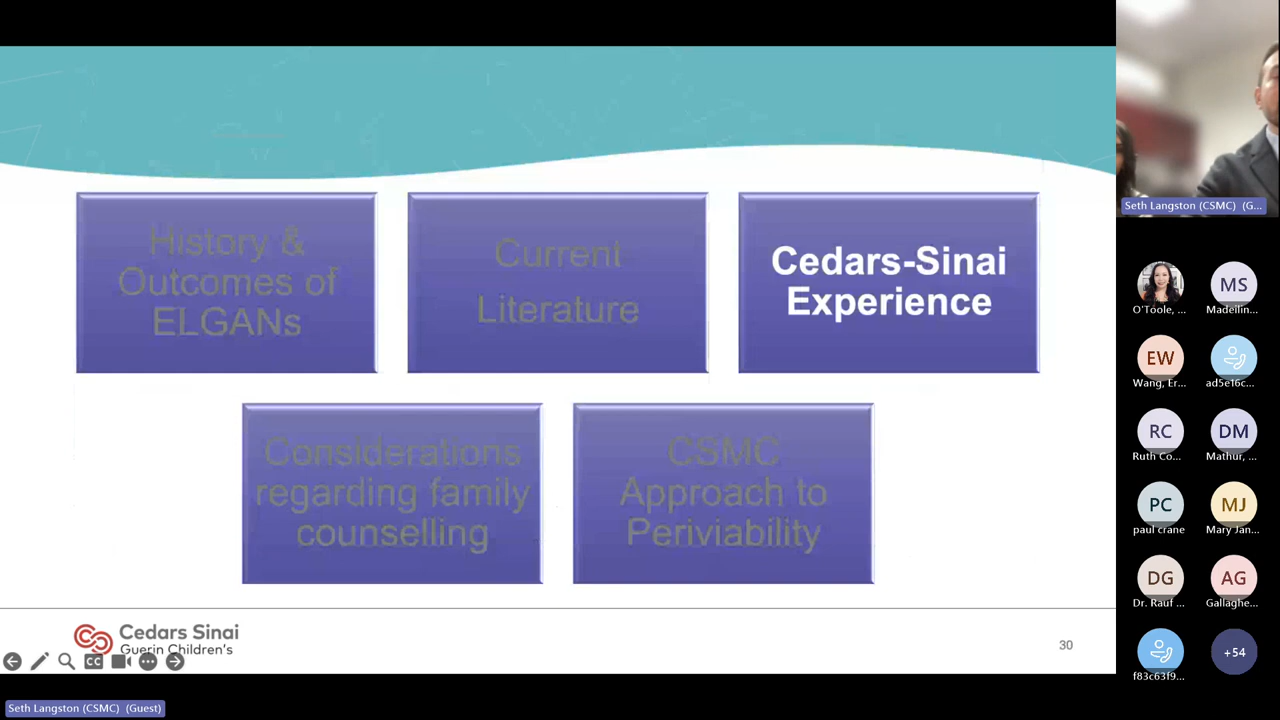 History &
Outcomes of
ELGANs
Current
Literature
Cedars-Sinai
Experience
Considerations
regarding family
counselling
CSMC
Approach to
Periviability
Cedars Sinai
Guerin Children's
30
CC
Seth Langston (CSMC) (Guest)
Seth Langston (CSMC) (G...
O'Toole, ...
MS
Madeilin...
EW
Wang, Er...
ad5e16c...
RC
Ruth Co...
DM
Mathur, ...
PC
paul crane
MJ
Mary Jan...
DG
Dr. Rauf ...
AG
Gallaghe...
f83c63f9...
+54